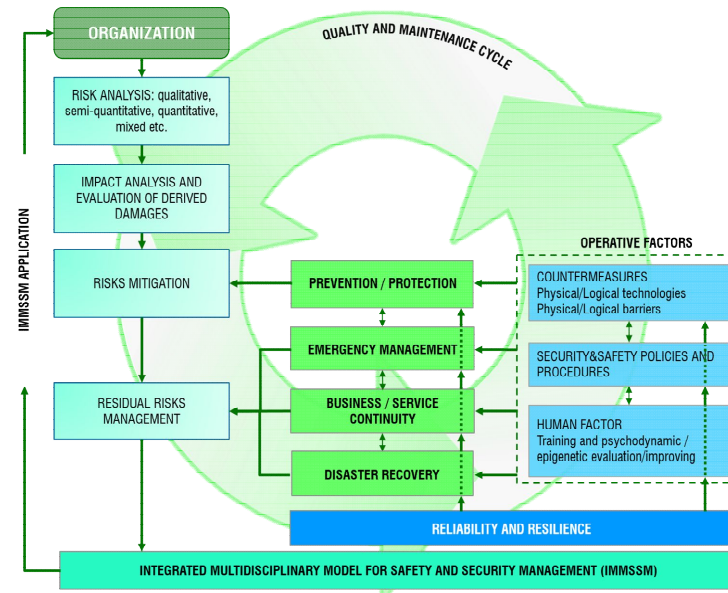 ORGANIZATION
QUALITY AND MAINTENANCE CYCLE
RISK ANALYSIS: qualitative,
semi-quantitative, quantitative,
mixed etc.
IMPACT ANALYSIS AND
EVALUATION OF DERIVED
DAMAGES
IMMSSM APPLICATION
OPERATIVE FACTORS
RISKS MITIGATION
PREVENTION / PROTECTION
COUNTERMEASURES
Physical/Logical technologies
Physical/Logical barriers
EMERGENCY MANAGEMENT
SECURITY&SAFETY POLICIES AND
PROCEDURES
RESIDUAL RISKS
MANAGEMENT
BUSINESS / SERVICE
CONTINUITY
HUMAN FACTOR
Training and psychodynamic /
epigenetic evaluation/improving
DISASTER RECOVERY
RELIABILITY AND RESILIENCE
INTEGRATED MULTIDISCIPLINARY MODEL FOR SAFETY AND SECURITY MANAGEMENT (IMMSSM)